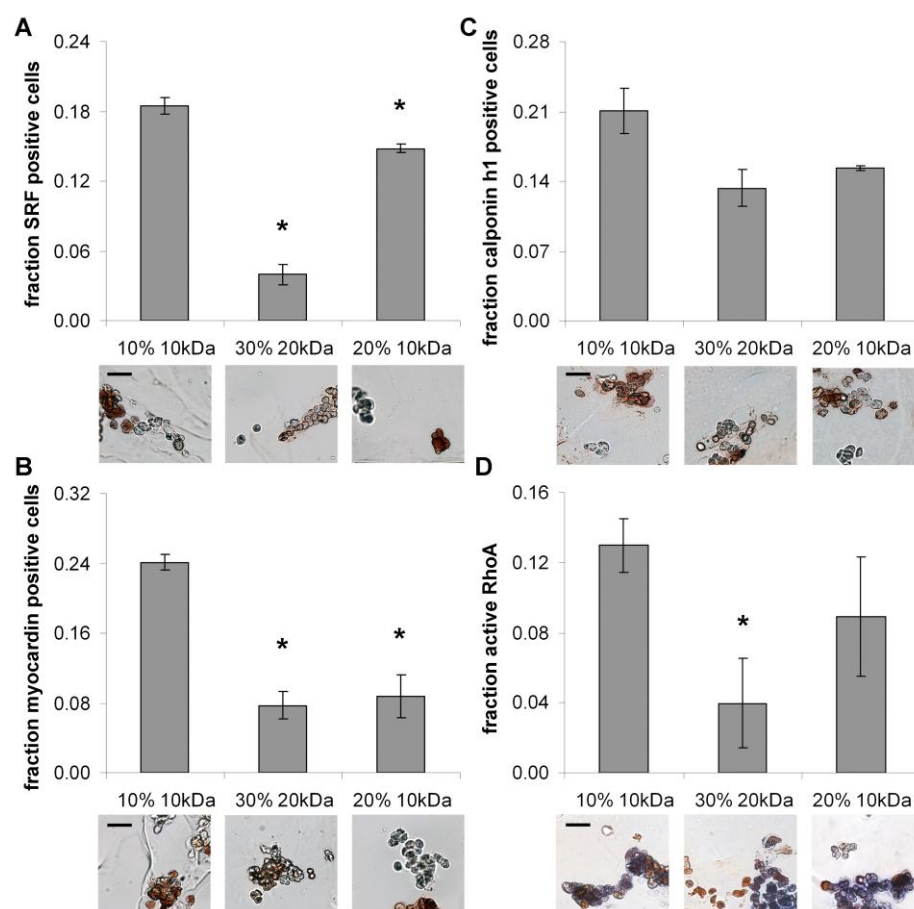 A
fraction SRF positive cells
0.24
0.18
0.12
0.06
0.00
*
*
10% 10kDa 30% 20kDa 20% 10kDa
B
fraction myocardin positive cells
0.32
0.24
0.16
0.08
0.00
*
*
10% 10kDa 30% 20kDa 20% 10kDa
C
fraction calponin h1 positive cells
0.28
0.21
0.14
0.07
0.00
10% 10kDa 30% 20kDa 20% 10kDa
D
fraction active RhoA
0.16
0.12
0.08
0.04
0.00
*
10% 10kDa 30% 20kDa 20% 10kDa